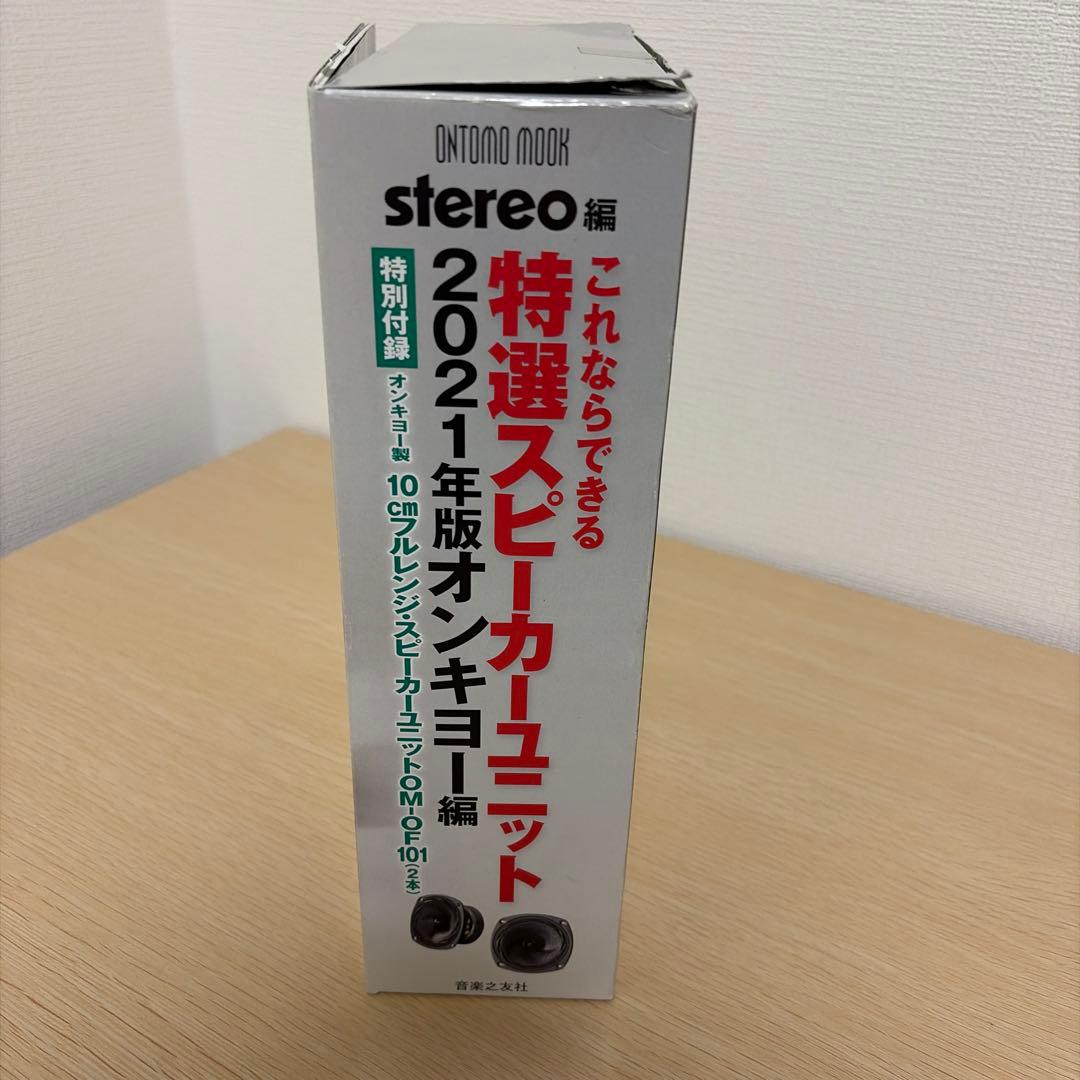 ONTOMO MOOK
stereo編
これならできる
特選スピーカーユニット
2021年版オンキヨー編
特別付録
オンキヨー製
10cmフルレンジ・スピーカーユニットOM-OF101(2本)
音楽之友社